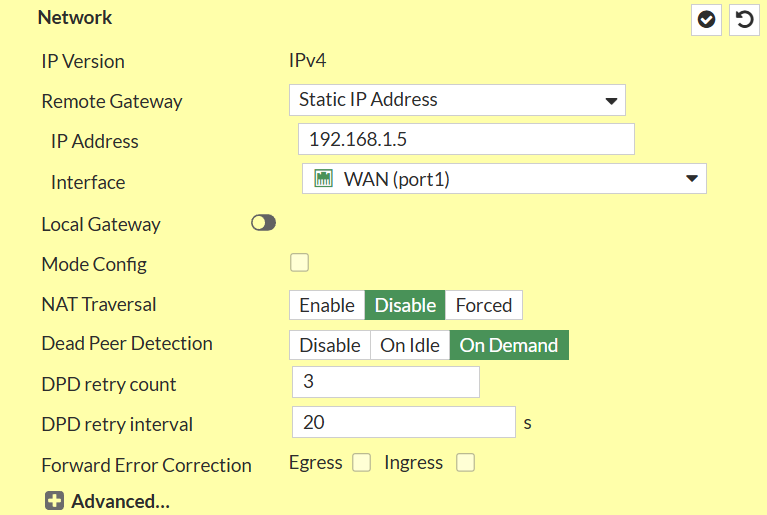 Network
IP Version IPv4
Remote Gateway Static IP Address
IP Address 192.168.1.5
Interface WAN (port1)
Local Gateway
Mode Config
NAT Traversal Enable Disable Forced
Dead Peer Detection Disable On Idle On Demand
DPD retry count 3
DPD retry interval 20 s
Forward Error Correction Egress Ingress
Advanced...